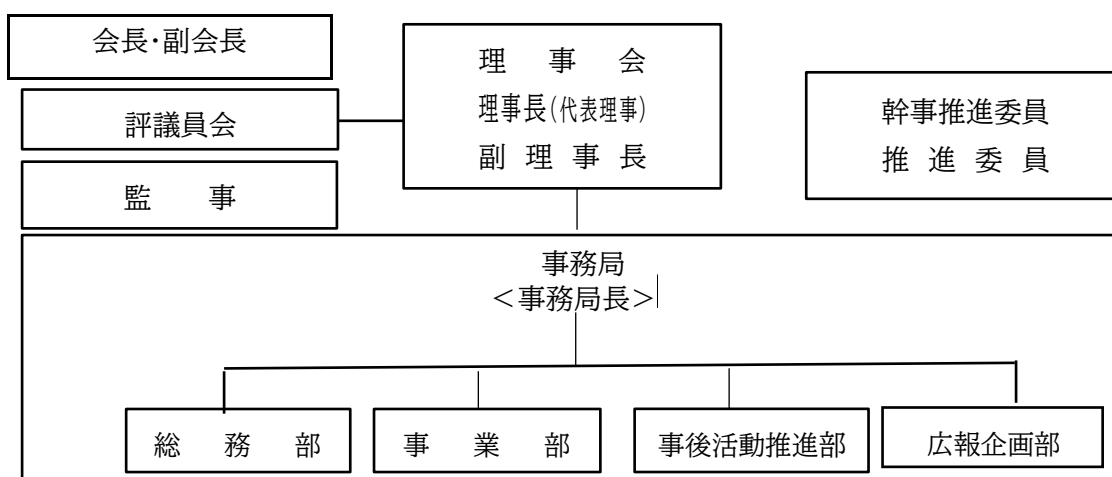 会長・副会長
理事会
理事長(代表理事)
副理事長
評議員会
監事
幹事推進委員
推進委員
事務局
<事務局長>
総務部
事業部
事後活動推進部
広報企画部